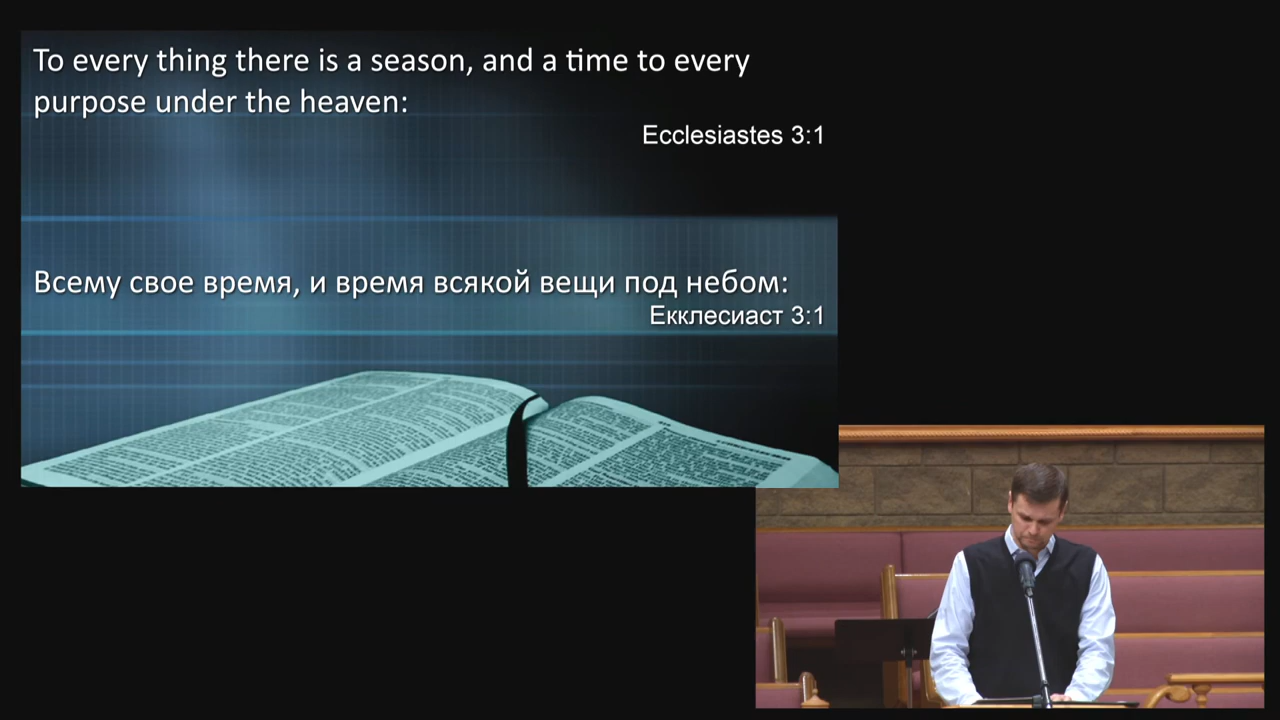 To every thing there is a season, and a time to every
purpose under the heaven:
Ecclesiastes 3:1
Всему свое время, и время всякой вещи под небом:
Екклесиаст 3:1